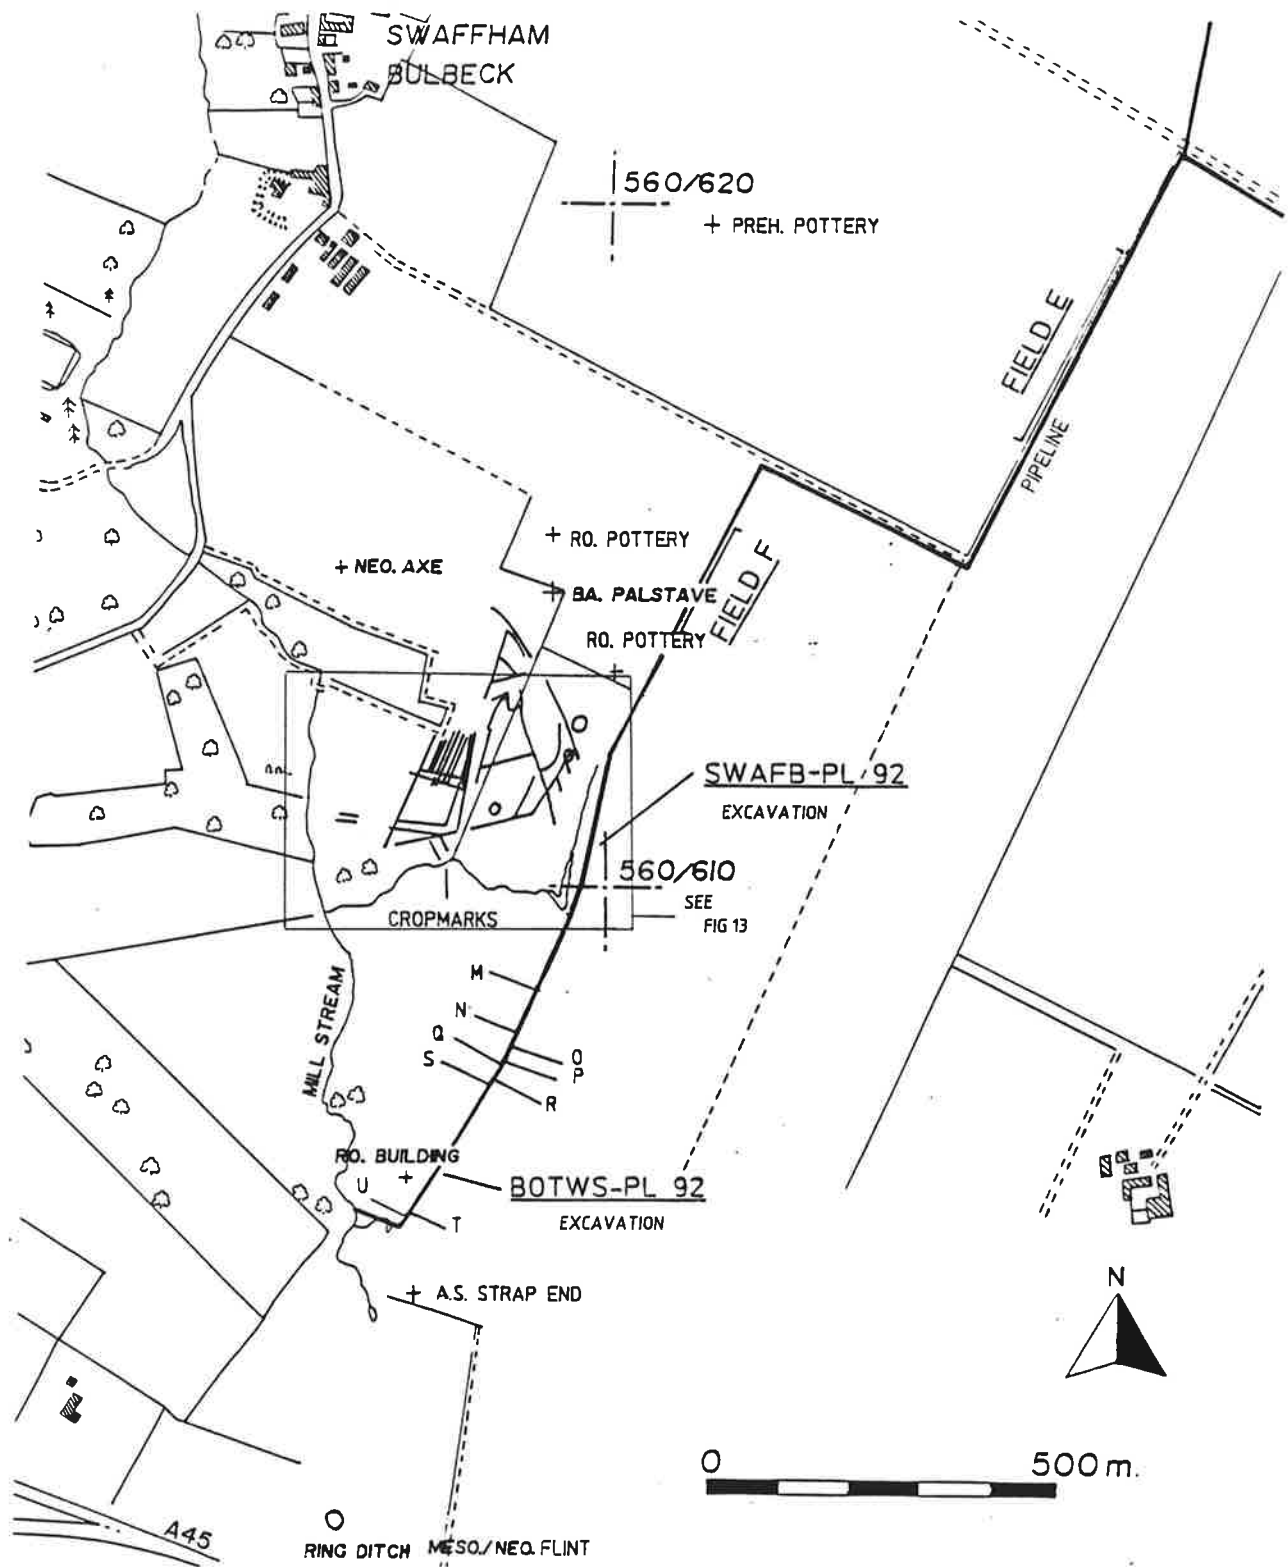 SWAFFHAM
BULBECK
560/620
+ PREH. POTTERY
FIELD E
PIPELINE
+ RO. POTTERY
+ NEO. AXE
+ BA. PALSTAVE
FIELD F
RO. POTTERY
+
SWAFB-PL 92
EXCAVATION
560/610
SEE
FIG 13
CROPMARKS
MILL STREAM
M
N
Q
O
S
P
R
RO. BUILDING
+
U
BOTWS-PL 92
EXCAVATION
T
+ A.S. STRAP END
N
0 500 m.
A45
RING DITCH MESO./NEO. FLINT